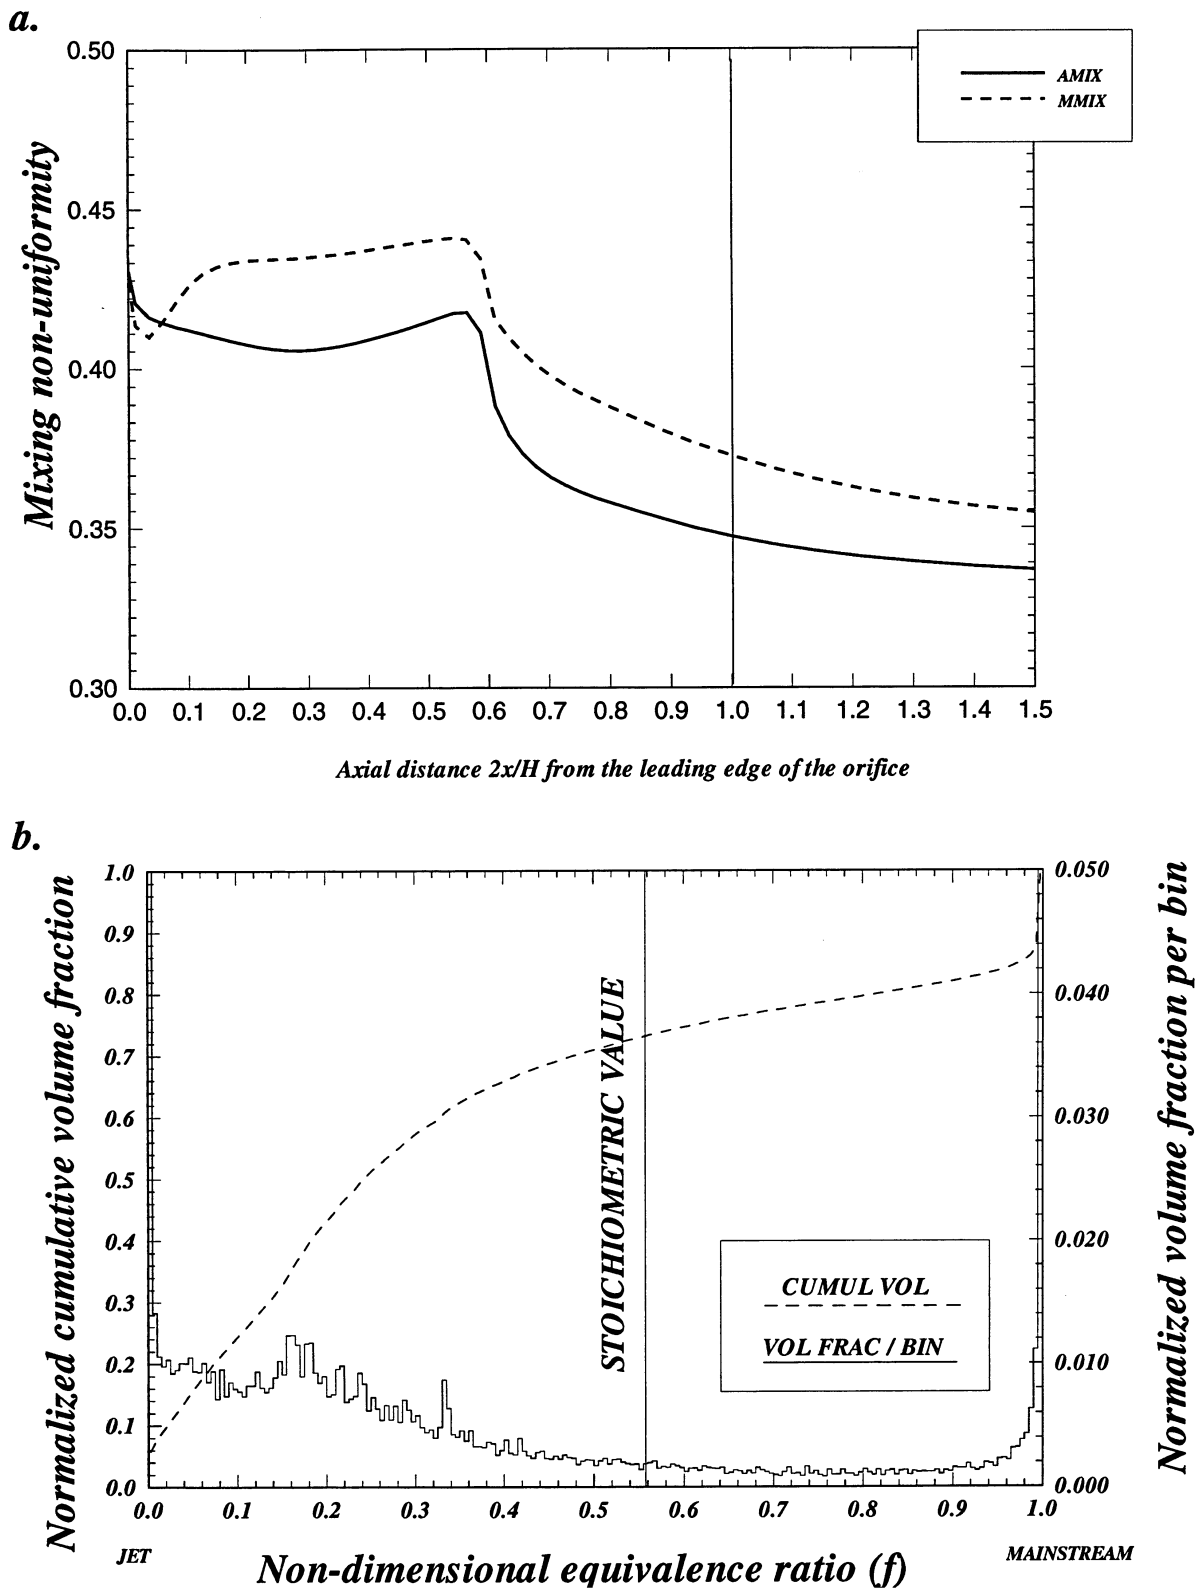 a.
0.50
0.45
0.40
0.35
0.30
Mixing non-uniformity
AMIX
MMIX
0.0 0.1 0.2 0.3 0.4 0.5 0.6 0.7 0.8 0.9 1.0 1.1 1.2 1.3 1.4 1.5
Axial distance 2x/H from the leading edge of the orifice
b.
1.0
0.9
0.8
0.7
0.6
0.5
0.4
0.3
0.2
0.1
0.0
Normalized cumulative volume fraction
STOICHIOMETRIC VALUE
CUMUL VOL
VOL FRAC / BIN
0.050
0.040
0.030
0.020
0.010
0.000
Normalized volume fraction per bin
0.0 0.1 0.2 0.3 0.4 0.5 0.6 0.7 0.8 0.9 1.0
JET
MAINSTREAM
Non-dimensional equivalence ratio (f)